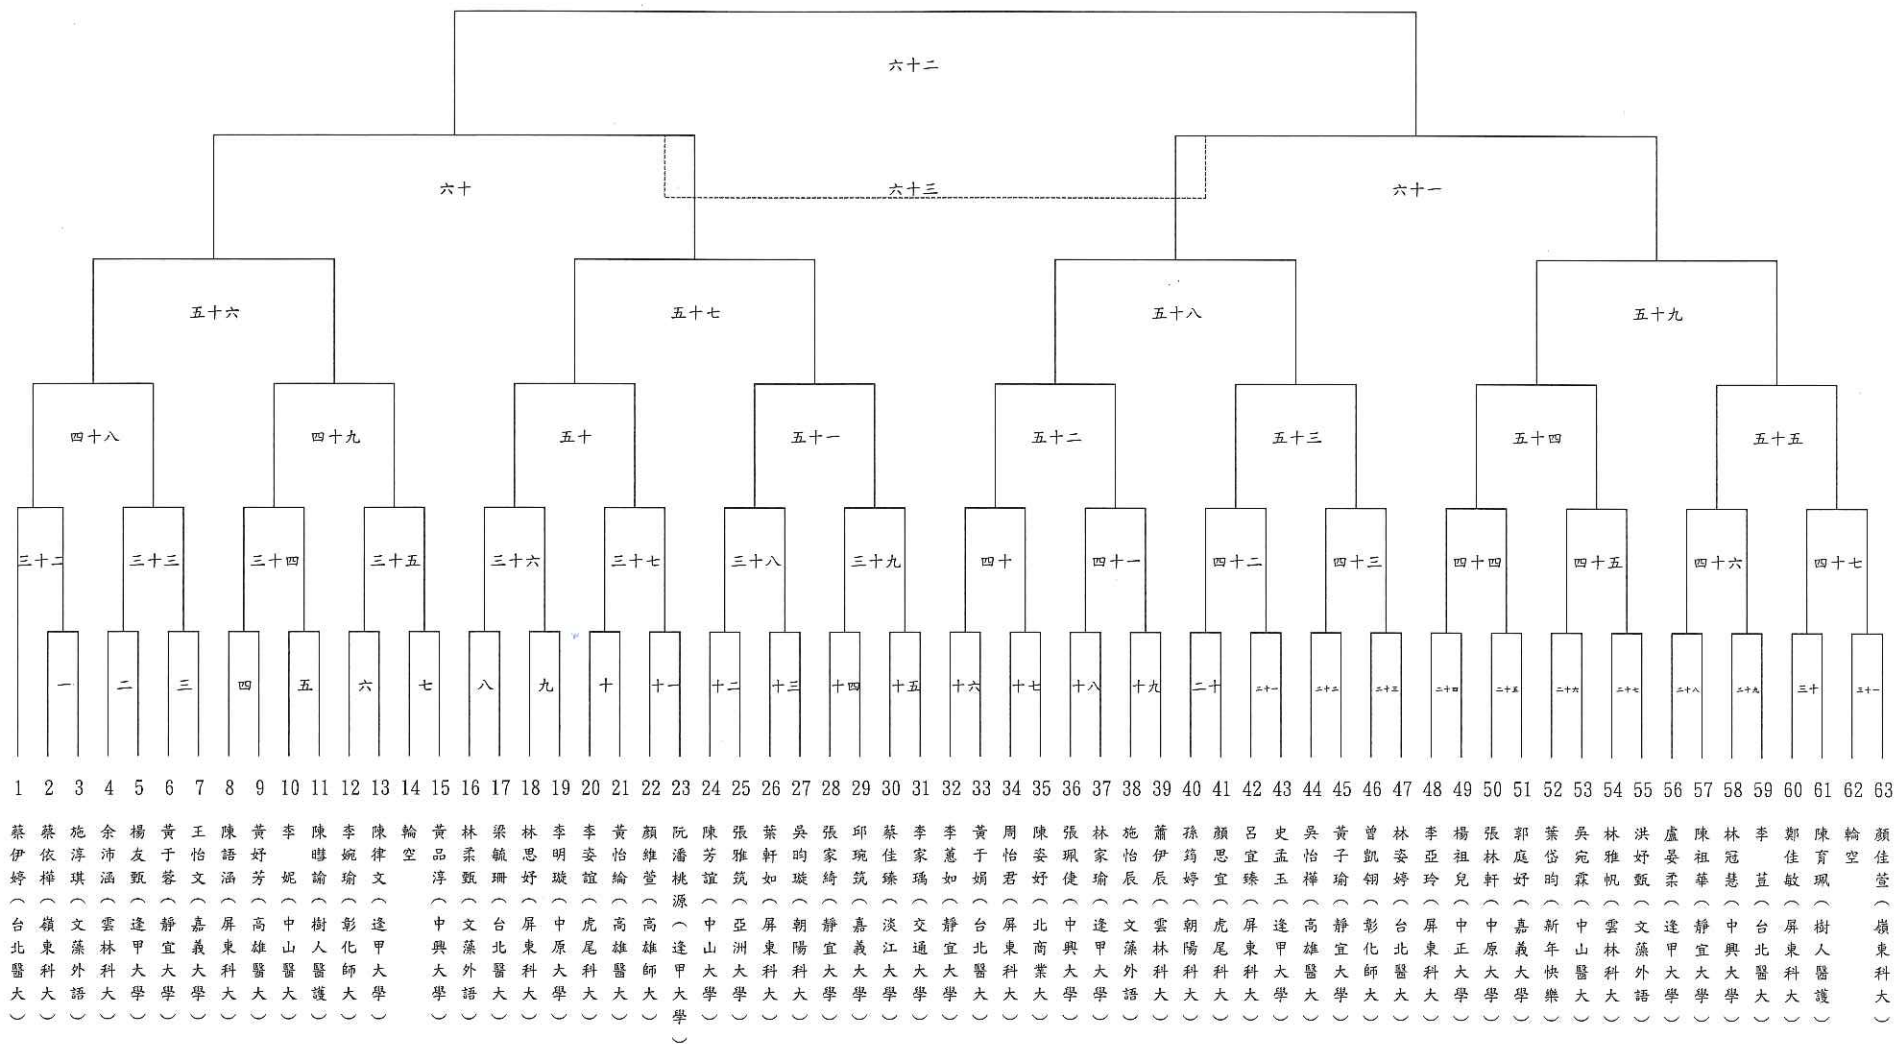 六十二
六十
六十三
六十一
五十六
五十七
五十八
五十九
四十八
四十九
五十
五十一
五十二
五十三
五十四
五十五
三十二
三十三
三十四
三十五
三十六
三十七
三十八
三十九
四十
四十一
四十二
四十三
四十四
四十五
四十六
四十七
一
二
三
四
五
六
七
八
九
十
十一
十二
十三
十四
十五
十六
十七
十八
十九
二十
二十一
二十二
二十三
二十四
二十五
二十六
二十七
二十八
二十九
三十
三十一
1 蔡伊婷（台北醫大）
2 蔡依樺（嶺東科大）
3 施淳琪（文藻外語）
4 余沛涵（雲林科大）
5 楊友甄（逢甲大學）
6 黃于蓉（靜宜大學）
7 王怡文（嘉義大學）
8 陳語涵（屏東科大）
9 黃妤芳（高雄醫大）
10 李妮（中山醫大）
11 陳暳諭（樹人醫護）
12 李婉瑜（彰化師大）
13 陳律文（逢甲大學）
14 輪空
15 黃品淳（中興大學）
16 林柔甄（文藻外語）
17 梁毓珊（台北醫大）
18 林思妤（屏東科大）
19 李明璇（中原大學）
20 李姿誼（虎尾科大）
21 黃怡綸（高雄醫大）
22 顏維萱（高雄師大）
23 阮潘桃源（逢甲大學）
24 陳芳誼（中山大學）
25 張雅筑（亞洲大學）
26 葉軒如（屏東科大）
27 吳昀璇（朝陽科大）
28 張家綺（靜宜大學）
29 邱琬筑（嘉義大學）
30 蔡佳臻（淡江大學）
31 李家瑀（交通大學）
32 李蕙如（靜宜大學）
33 黃于娟（台北醫大）
34 周怡君（屏東科大）
35 陳姿妤（北商業大）
36 張珮倢（中興大學）
37 林家瑜（逢甲大學）
38 施怡辰（文藻外語）
39 蕭伊辰（雲林科大）
40 孫筠婷（朝陽科大）
41 顏思宜（虎尾科大）
42 呂宜臻（屏東科大）
43 史孟玉（逢甲大學）
44 吳怡樺（高雄醫大）
45 黃子瑜（靜宜大學）
46 曾凱翎（彰化師大）
47 林姿婷（台北醫大）
48 李亞玲（屏東科大）
49 楊祖兒（中正大學）
50 張林軒（中原大學）
51 郭庭妤（嘉義大學）
52 葉岱昀（新年快樂）
53 吳宛霖（中山醫大）
54 林雅帆（雲林科大）
55 洪妤甄（文藻外語）
56 盧晏柔（逢甲大學）
57 陳祖華（靜宜大學）
58 林冠慧（中興大學）
59 李荳（台北醫大）
60 鄭佳敏（屏東科大）
61 陳育珮（樹人醫護）
62 輪空
63 顏佳萱（嶺東科大）